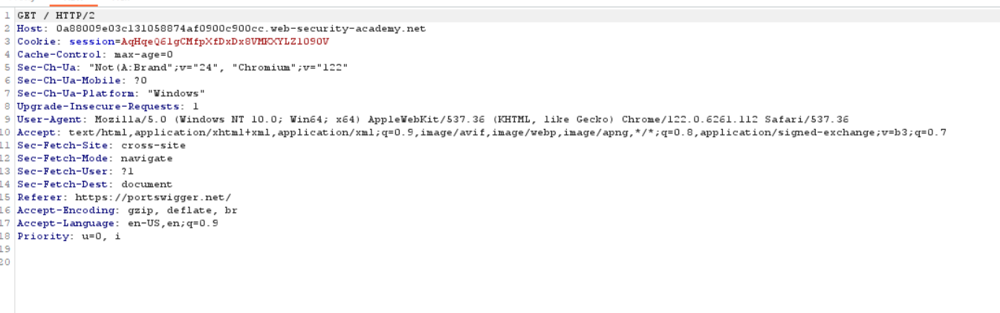 1 GET / HTTP/2
2 Host: 0a88009e03c131058874af0900c900cc.web-security-academy.net
3 Cookie: session=AqHqeQ61gCMfpXfDxDx8VMKXYLZ1090V
4 Cache-Control: max-age=0
5 Sec-Ch-Ua: "Not(A:Brand";v="24", "Chromium";v="122"
6 Sec-Ch-Ua-Mobile: ?0
7 Sec-Ch-Ua-Platform: "Windows"
8 Upgrade-Insecure-Requests: 1
9 User-Agent: Mozilla/5.0 (Windows NT 10.0; Win64; x64) AppleWebKit/537.36 (KHTML, like Gecko) Chrome/122.0.6261.112 Safari/537.36
10 Accept: text/html,application/xhtml+xml,application/xml;q=0.9,image/avif,image/webp,image/apng,*/*;q=0.8,application/signed-exchange;v=b3;q=0.7
11 Sec-Fetch-Site: cross-site
12 Sec-Fetch-Mode: navigate
13 Sec-Fetch-User: ?1
14 Sec-Fetch-Dest: document
15 Referer: https://portswigger.net/
16 Accept-Encoding: gzip, deflate, br
17 Accept-Language: en-US,en;q=0.9
18 Priority: u=0, i
19
20